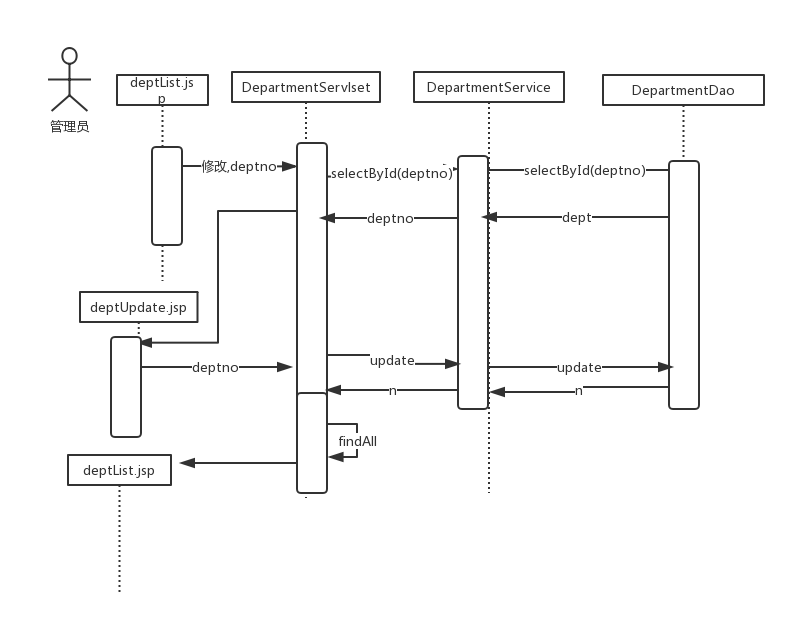 deptList.js
p
DepartmentServlset
DepartmentService
DepartmentDao
管理员
修改,deptno
selectById(deptno)
selectById(deptno)
deptno
dept
deptUpdate.jsp
deptno
update
update
n
n
findAll
deptList.jsp